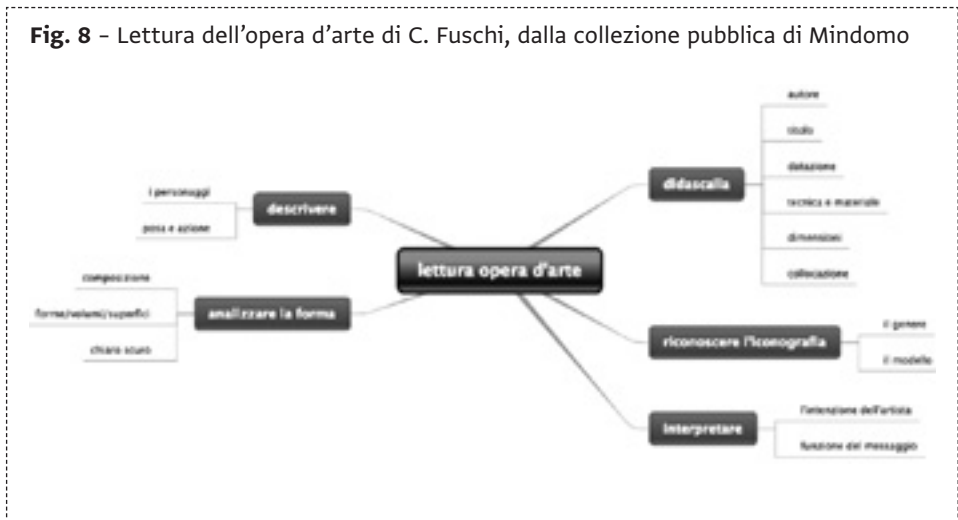 Fig. 8 – Lettura dell’opera d’arte di C. Fuschi, dalla collezione pubblica di Mindomo
lettura opera d'arte
didascalia
autore
titolo
datazione
tecnica e materiale
dimensioni
collocazione
riconoscere l'iconografia
il genere
il modello
interpretare
l'intenzione dell'artista
funzione del messaggio
descrivere
i personaggi
posa e azione
analizzare la forma
composizione
forme/volumi/superfici
chiaro scuro